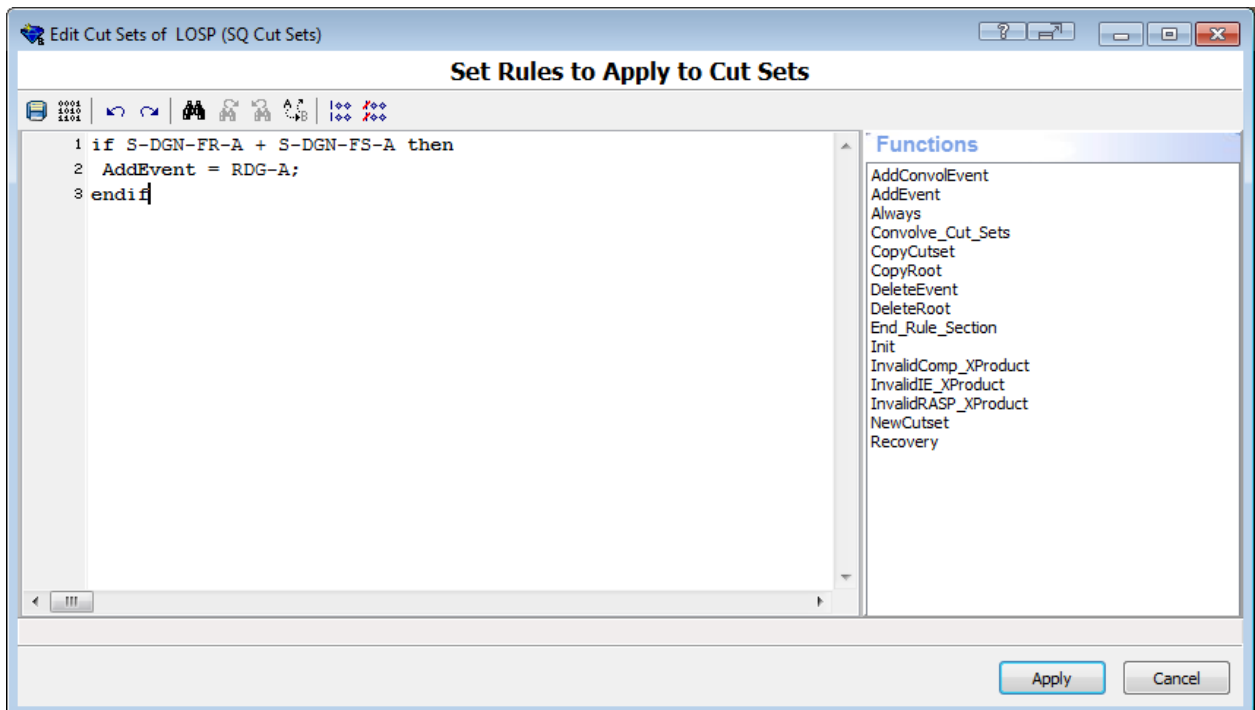 Edit Cut Sets of LOSP (SQ Cut Sets)
Set Rules to Apply to Cut Sets
1 if S-DGN-FR-A + S-DGN-FS-A then
2 AddEvent = RDG-A;
3 endif
Functions
AddConvolEvent
AddEvent
Always
Convolve_Cut_Sets
CopyCutset
CopyRoot
DeleteEvent
DeleteRoot
End_Rule_Section
Init
InvalidComp_XProduct
InvalidIE_XProduct
InvalidRASP_XProduct
NewCutset
Recovery
Apply Cancel